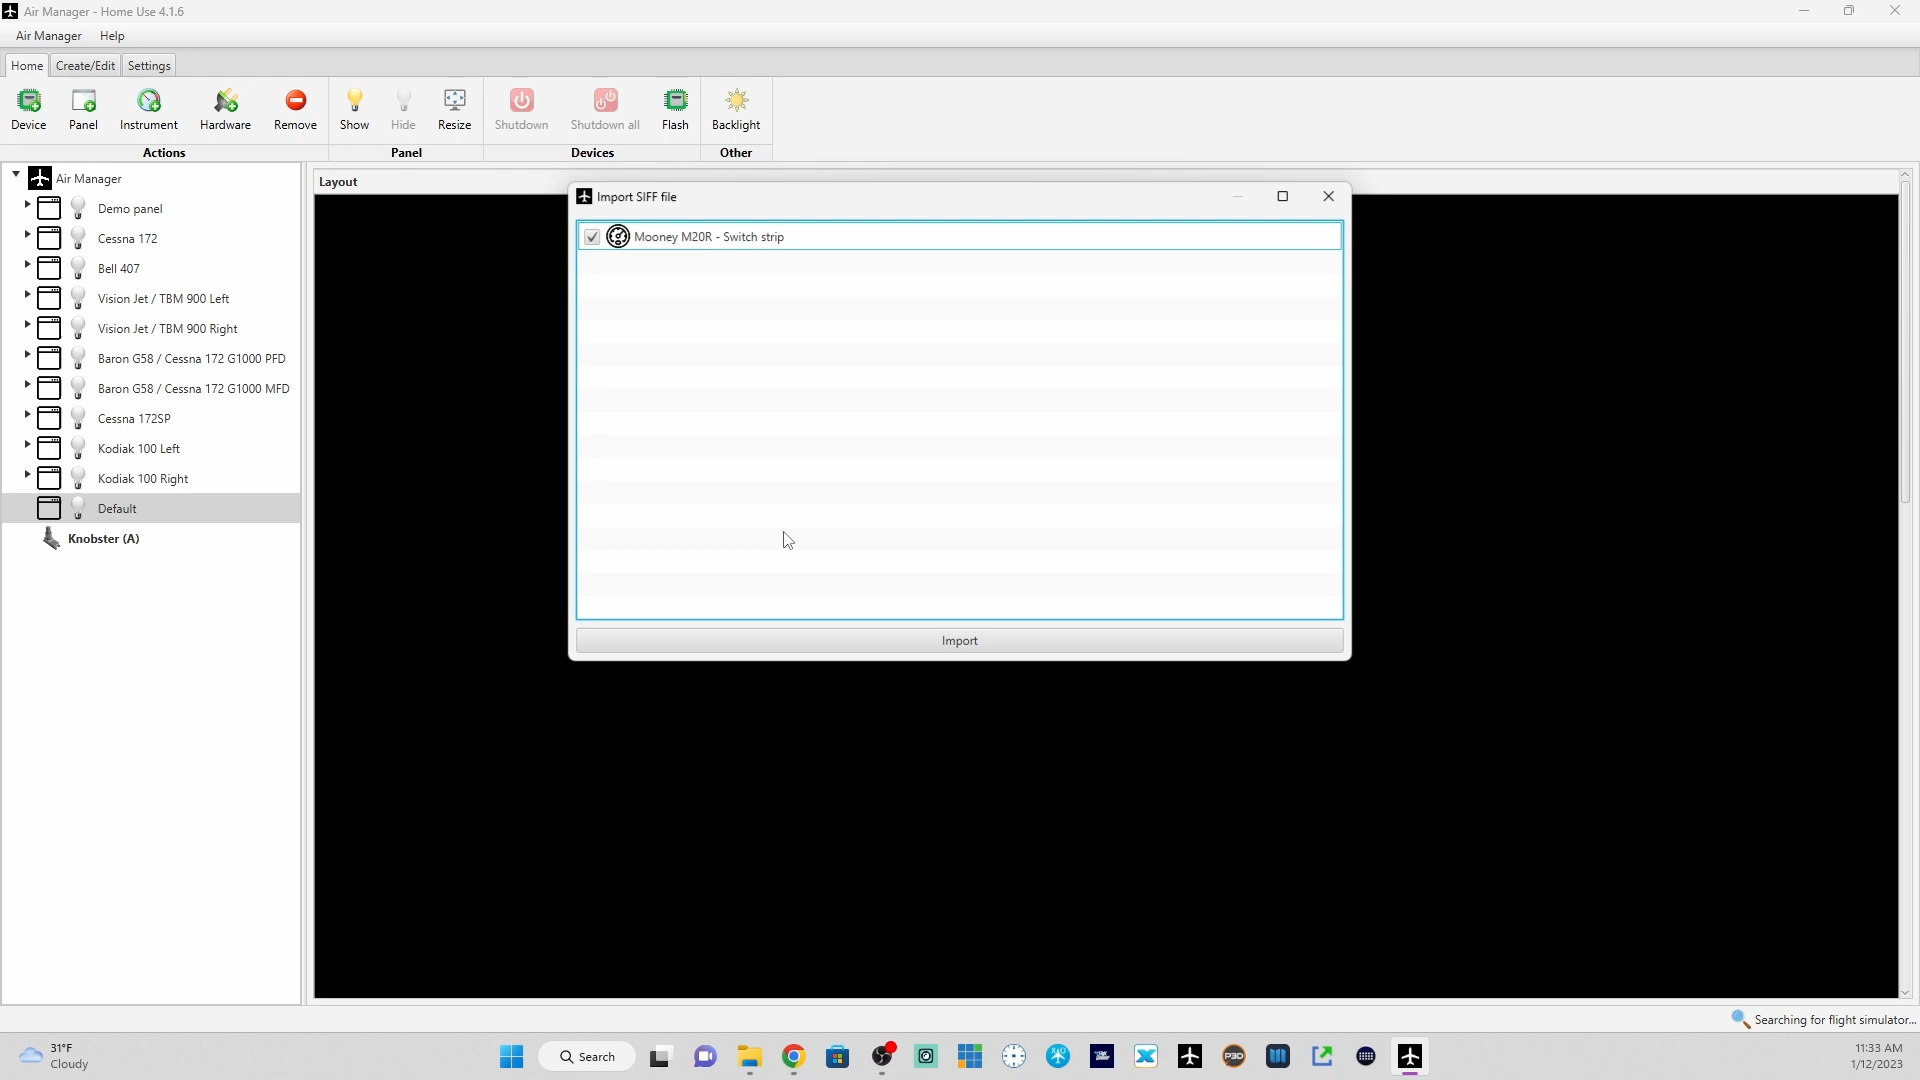 Air Manager - Home Use 4.1.6
Air Manager Help
Home Create/Edit Settings
Device Panel Instrument Hardware Remove Show Hide Resize Shutdown Shutdown all Flash Backlight
Actions Panel Devices Other
Air Manager
Demo panel
Cessna 172
Bell 407
Vision Jet / TBM 900 Left
Vision Jet / TBM 900 Right
Baron G58 / Cessna 172 G1000 PFD
Baron G58 / Cessna 172 G1000 MFD
Cessna 172SP
Kodiak 100 Left
Kodiak 100 Right
Default
Knobster (A)
Layout
Import SIFF file
Mooney M20R - Switch strip
Import
Searching for flight simulator...
31°F
Cloudy
Search
P3D
11:33 AM
1/12/2023